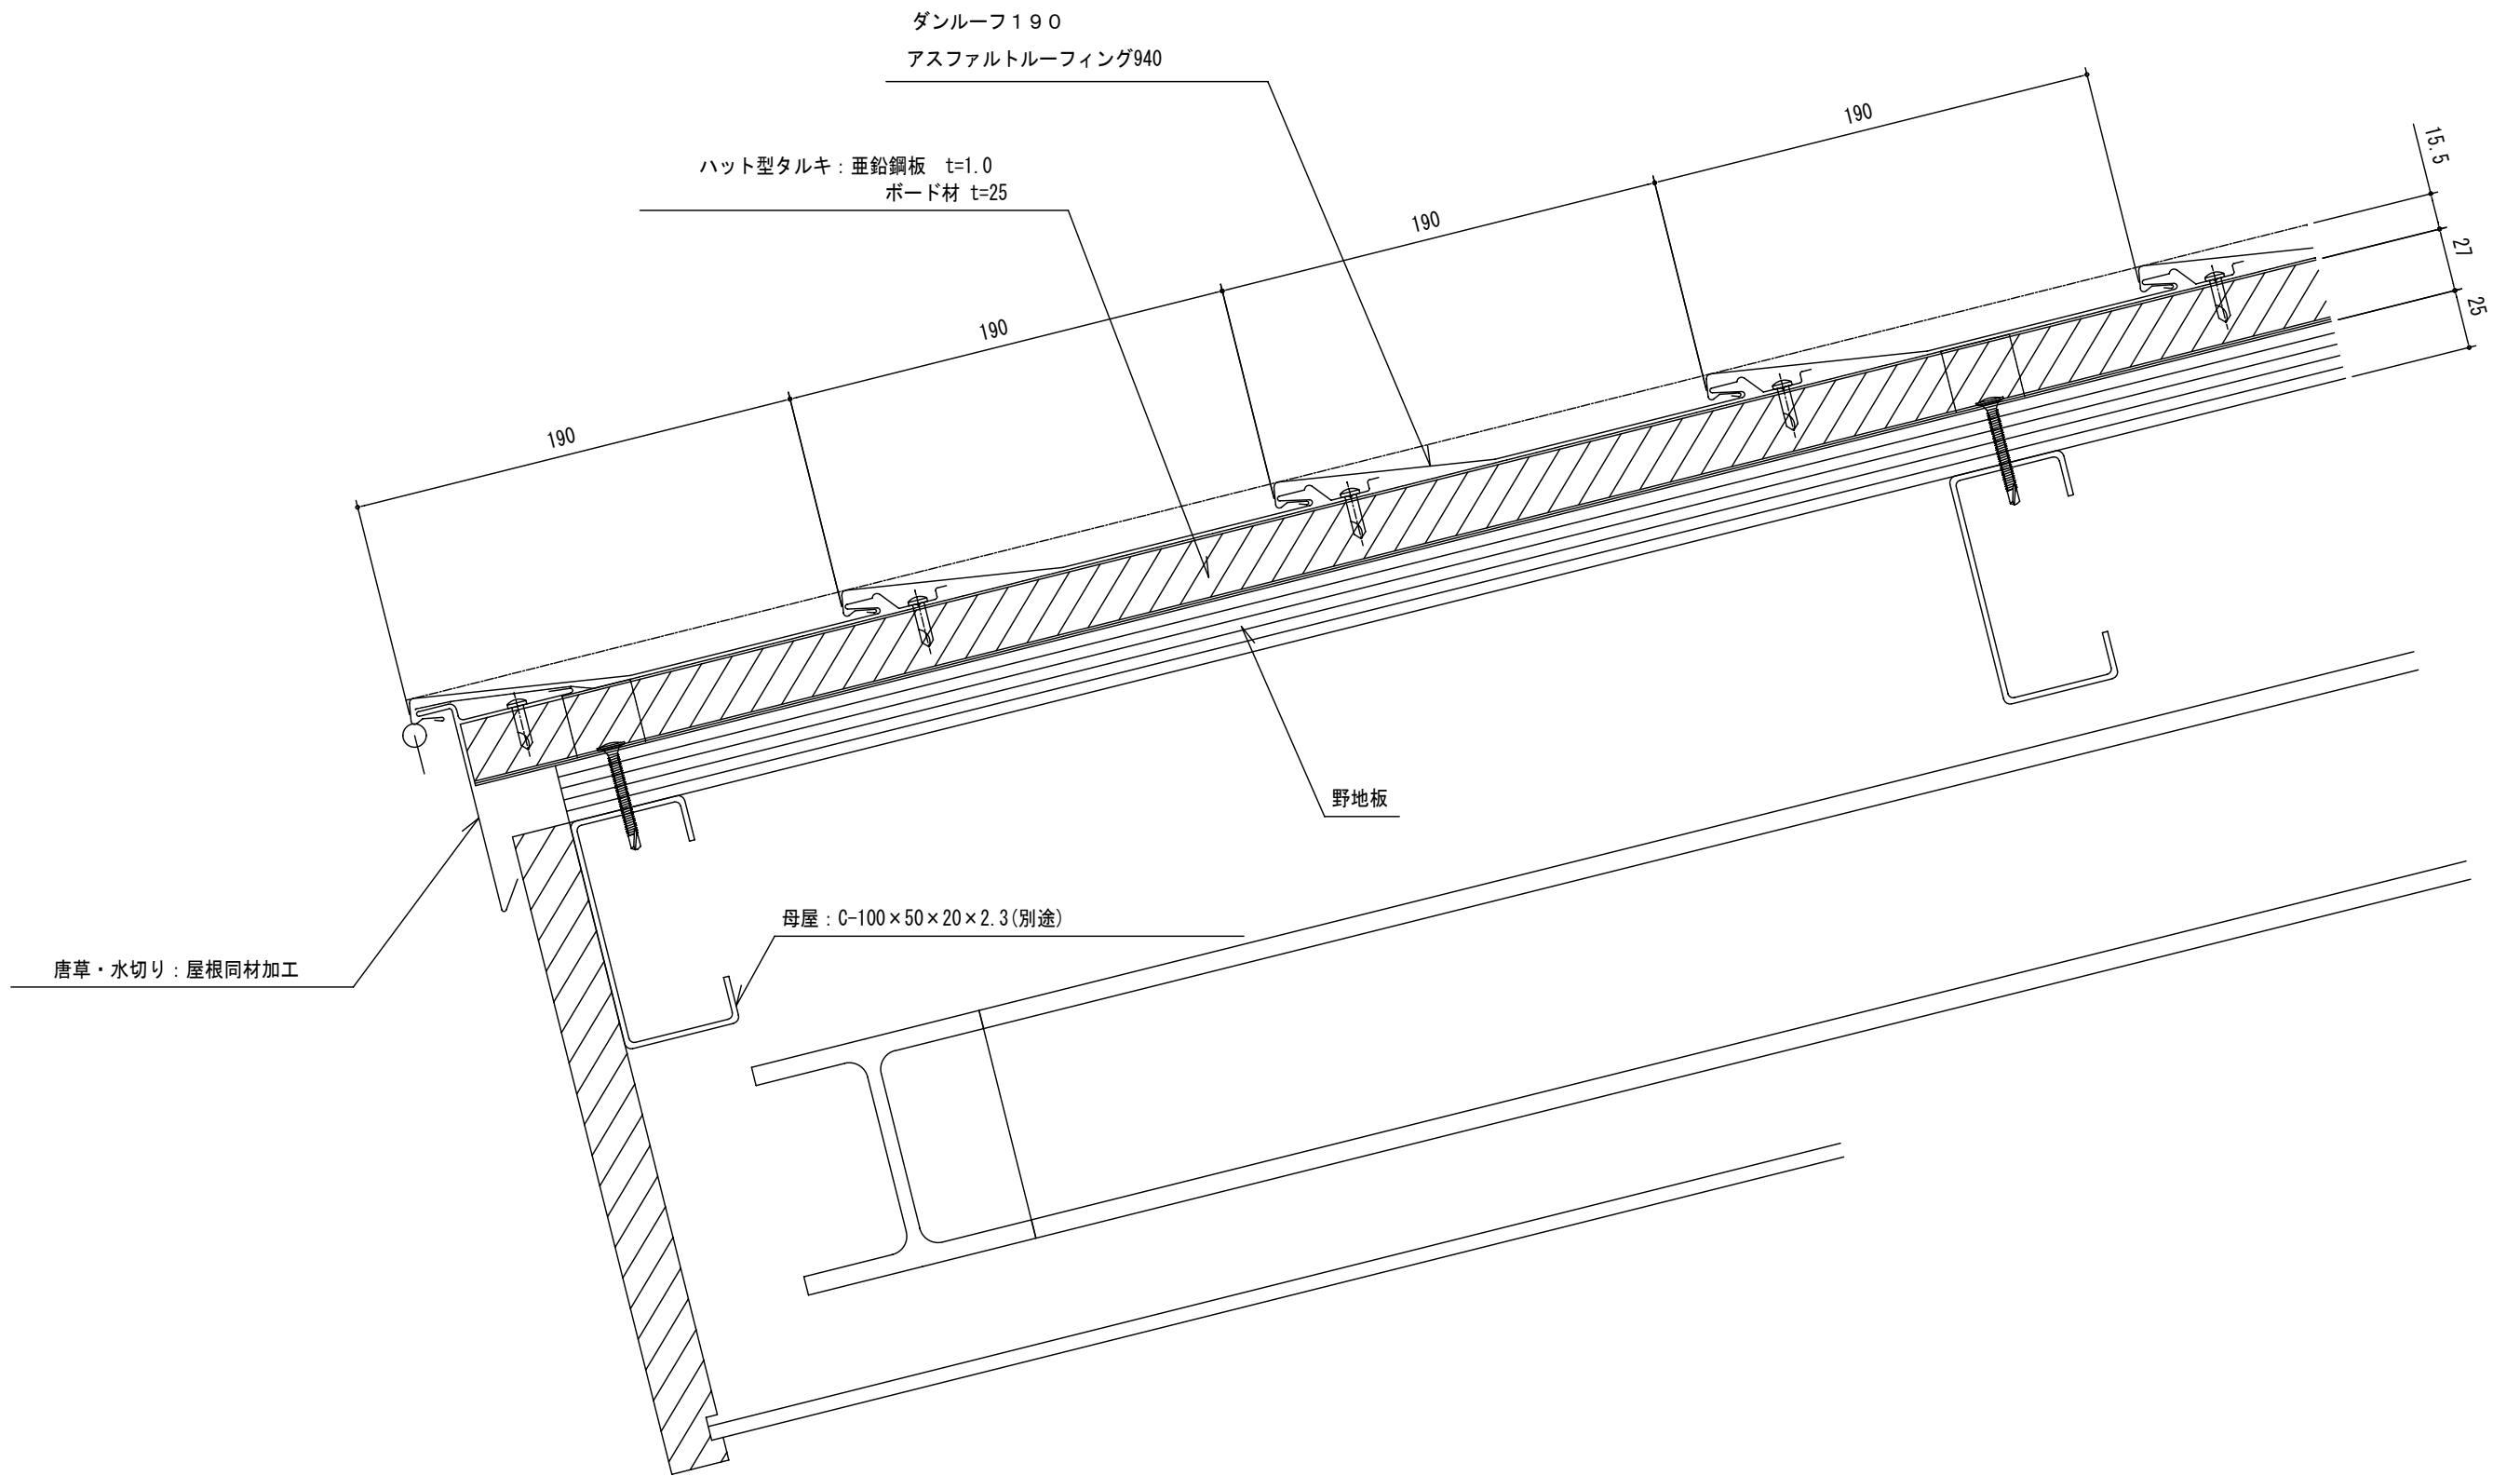 ダンルーフ１９０
アスファルトルーフィング940
190
15.5
ハット型タルキ：亜鉛鋼板　t=1.0
ボード材 t=25
190
27
25
190
190
野地板
母屋：C-100×50×20×2.3(別途)
唐草・水切り：屋根同材加工